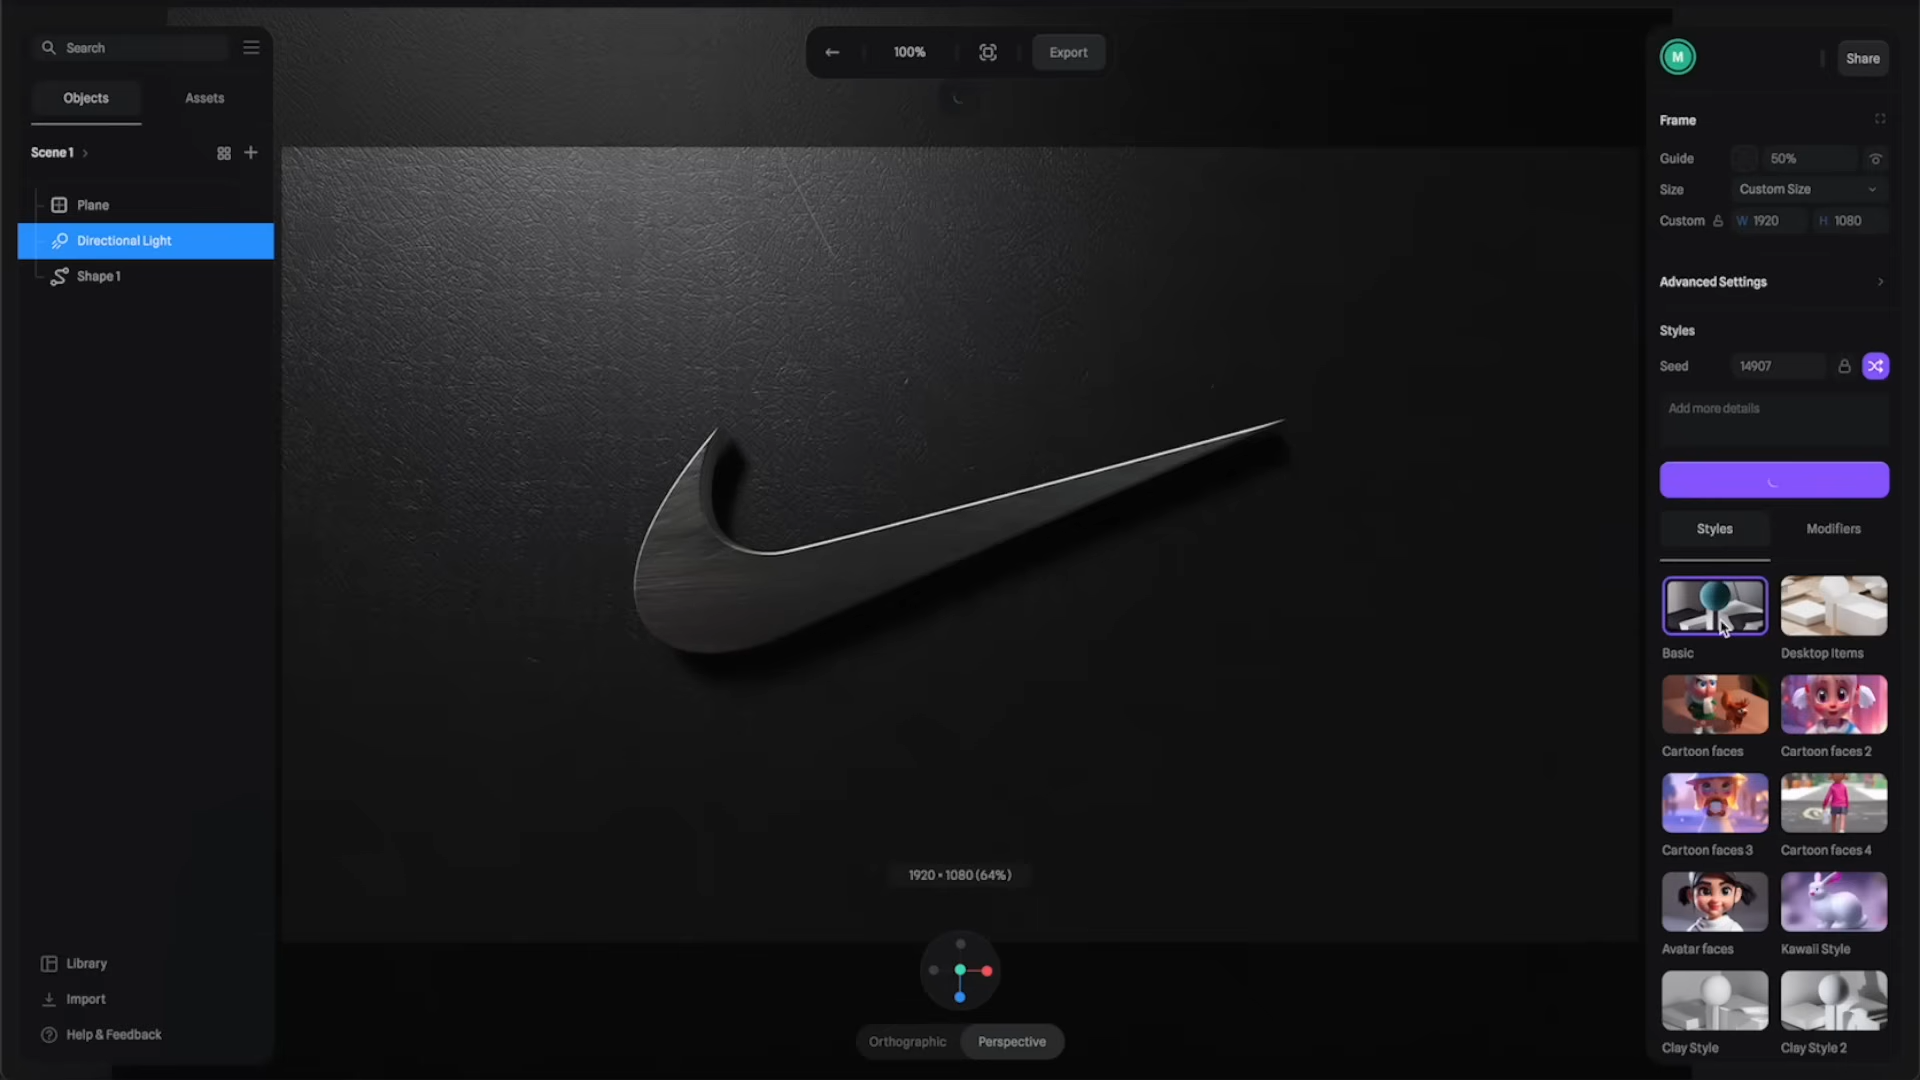 Search
Objects
Assets
Scene 1
Plane
Directional Light
Shape 1
Library
Import
Help & Feedback
100%
Export
1920 • 1080 (64%)
Orthographic
Perspective
M
Share
Frame
Guide
50%
Size
Custom Size
Custom
W 1920
H 1080
Advanced Settings
Styles
Seed
14907
Add more details
Styles
Modifiers
Basic
Desktop Items
Cartoon faces
Cartoon faces 2
Cartoon faces 3
Cartoon faces 4
Avatar faces
Kawaii Style
Clay Style
Clay Style 2